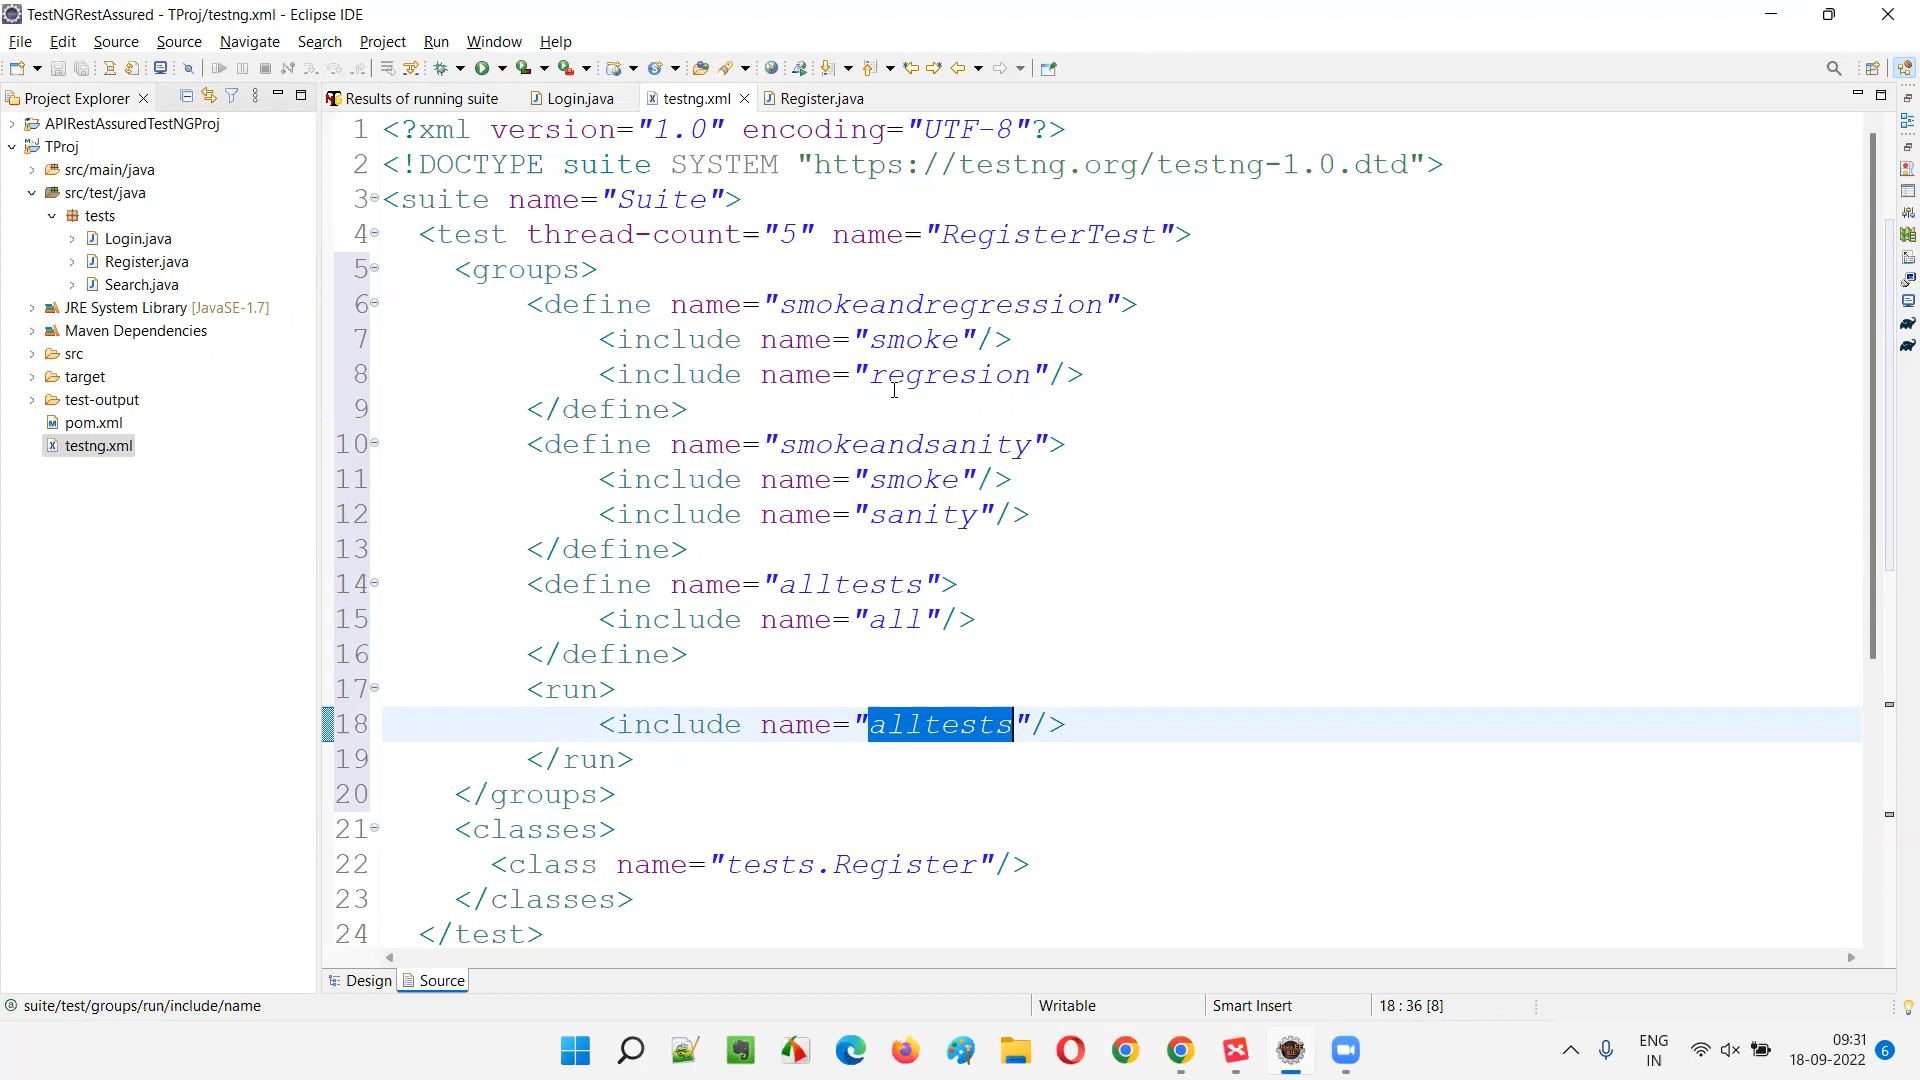 TestNGRestAssured - TProj/testng.xml - Eclipse IDE
File Edit Source Source Navigate Search Project Run Window Help
Project Explorer
Results of running suite Login.java testng.xml Register.java
APIRestAssuredTestNGProj
TProj
src/main/java
src/test/java
tests
Login.java
Register.java
Search.java
JRE System Library [JavaSE-1.7]
Maven Dependencies
src
target
test-output
pom.xml
testng.xml
1 <?xml version="1.0" encoding="UTF-8"?>
2 <!DOCTYPE suite SYSTEM "https://testng.org/testng-1.0.dtd">
3 <suite name="Suite">
4 <test thread-count="5" name="RegisterTest">
5 <groups>
6 <define name="smokeandregression">
7 <include name="smoke"/>
8 <include name="regresion"/>
9 </define>
10 <define name="smokeandsanity">
11 <include name="smoke"/>
12 <include name="sanity"/>
13 </define>
14 <define name="alltests">
15 <include name="all"/>
16 </define>
17 <run>
18 <include name="alltests"/>
19 </run>
20 </groups>
21 <classes>
22 <class name="tests.Register"/>
23 </classes>
24 </test>
Design Source
suite/test/groups/run/include/name Writable Smart Insert 18 : 36 [8]
ENG
IN
09:31
18-09-2022
6